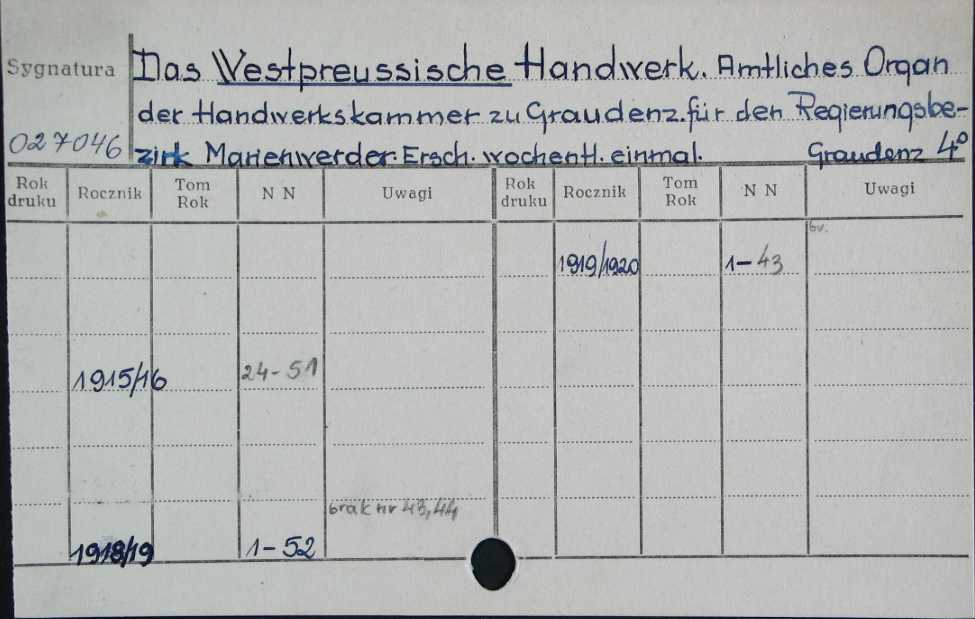 Sygnatura Das Westpreussische Handwerk. Amtliches Organ
der Handwerkskammer zu Graudenz. für den Regierungsbe-
027046 zirk Marienwerder. Ersch. wochentl. einmal. Graudenz 4°
Rok druku Rocznik Tom Rok N N Uwagi Rok druku Rocznik Tom Rok N N Uwagi
bv.
1919/1920 1-43
1915/16 24-51
brak nr 43,44
1918/19 1-52